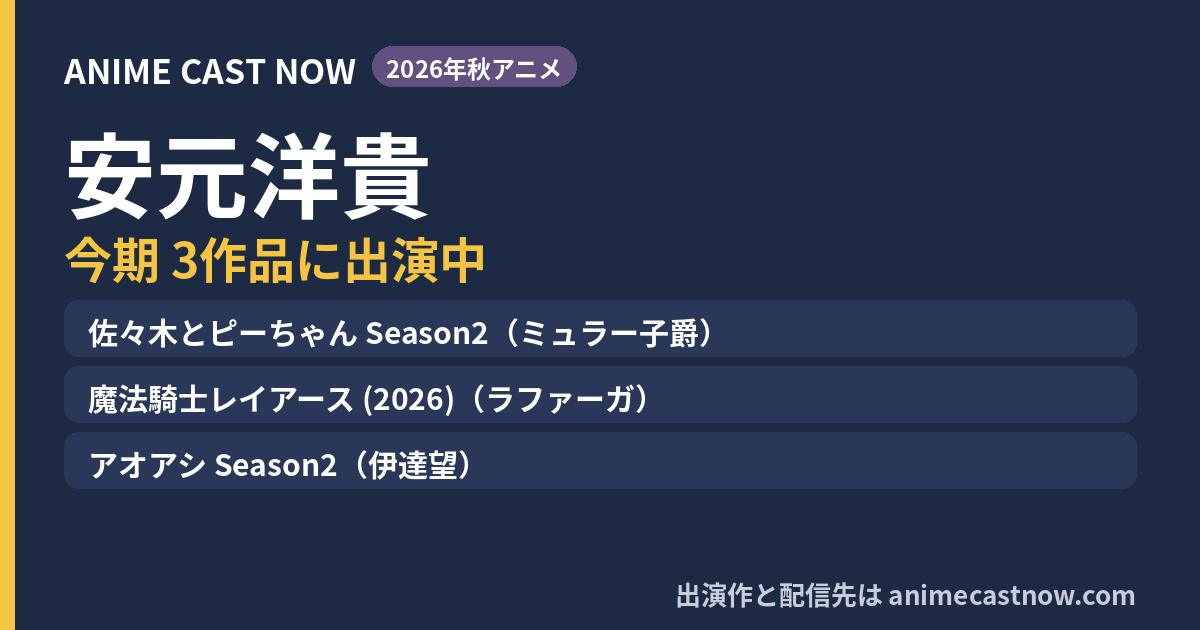 ANIME CAST NOW 2026年秋アニメ
安元洋貴
今期 3作品に出演中
佐々木とピーちゃん Season2（ミュラー子爵）
魔法騎士レイアース (2026)（ラファーガ）
アオアシ Season2（伊達望）
出演作と配信先は animecastnow.com